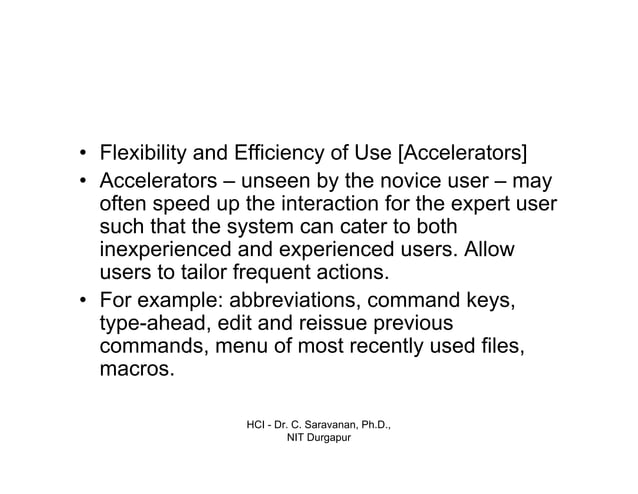 • Flexibility and Efficiency of Use [Accelerators]
• Accelerators – unseen by the novice user – may
often speed up the interaction for the expert user
such that the system can cater to both
inexperienced and experienced users. Allow
users to tailor frequent actions.
• For example: abbreviations, command keys,
type-ahead, edit and reissue previous
commands, menu of most recently used files,
macros.
HCI - Dr. C. Saravanan, Ph.D.,
NIT Durgapur